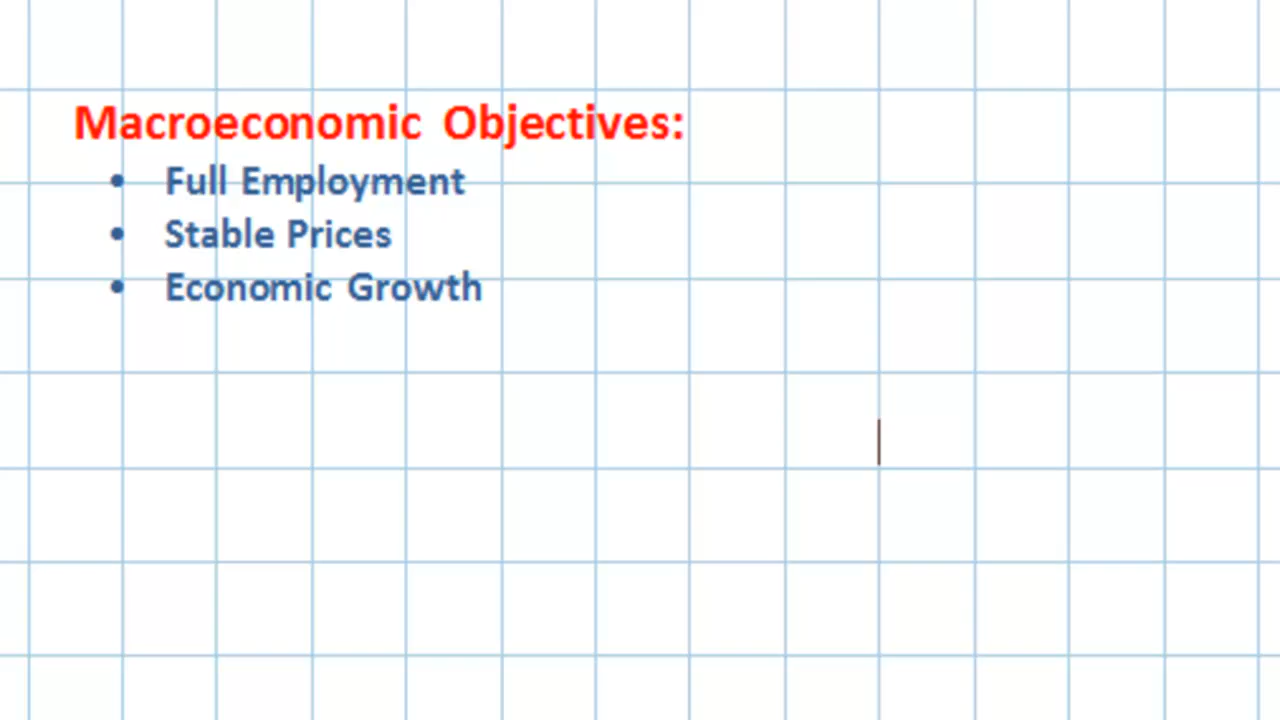 Macroeconomic Objectives:
• Full Employment
• Stable Prices
• Economic Growth